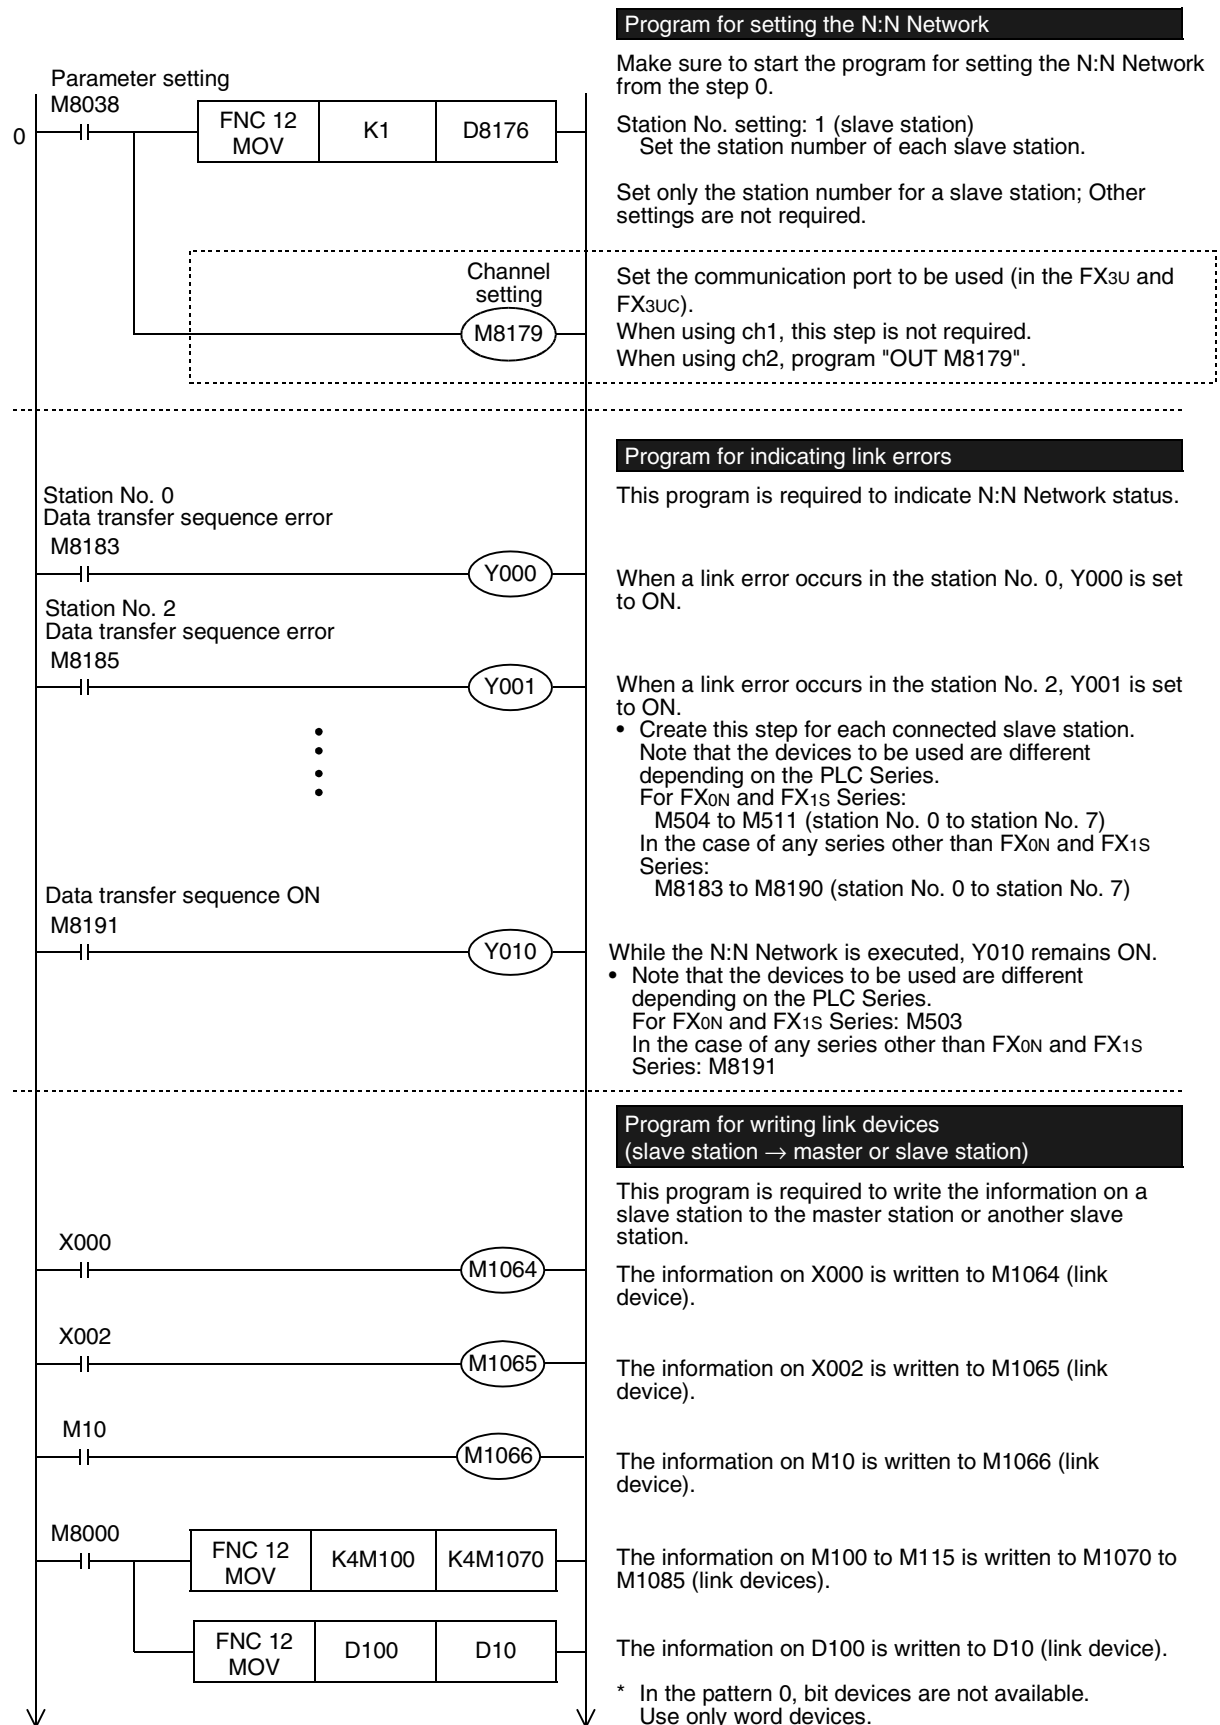 Program for setting the N:N Network
Make sure to start the program for setting the N:N Network
from the step 0.
Parameter setting
M8038
0
FNC 12
MOV
K1
D8176
Station No. setting: 1 (slave station)
Set the station number of each slave station.
Set only the station number for a slave station; Other
settings are not required.
Channel
setting
M8179
Set the communication port to be used (in the FX3U and
FX3UC).
When using ch1, this step is not required.
When using ch2, program "OUT M8179".
Program for indicating link errors
This program is required to indicate N:N Network status.
Station No. 0
Data transfer sequence error
M8183
Y000
When a link error occurs in the station No. 0, Y000 is set
to ON.
Station No. 2
Data transfer sequence error
M8185
Y001
When a link error occurs in the station No. 2, Y001 is set
to ON.
• Create this step for each connected slave station.
Note that the devices to be used are different
depending on the PLC Series.
For FX0N and FX1S Series:
M504 to M511 (station No. 0 to station No. 7)
In the case of any series other than FX0N and FX1S
Series:
M8183 to M8190 (station No. 0 to station No. 7)
Data transfer sequence ON
M8191
Y010
While the N:N Network is executed, Y010 remains ON.
• Note that the devices to be used are different
depending on the PLC Series.
For FX0N and FX1S Series: M503
In the case of any series other than FX0N and FX1S
Series: M8191
Program for writing link devices
(slave station → master or slave station)
This program is required to write the information on a
slave station to the master station or another slave
station.
X000
M1064
The information on X000 is written to M1064 (link
device).
X002
M1065
The information on X002 is written to M1065 (link
device).
M10
M1066
The information on M10 is written to M1066 (link
device).
M8000
FNC 12
MOV
K4M100
K4M1070
The information on M100 to M115 is written to M1070 to
M1085 (link devices).
FNC 12
MOV
D100
D10
The information on D100 is written to D10 (link device).
* In the pattern 0, bit devices are not available.
Use only word devices.